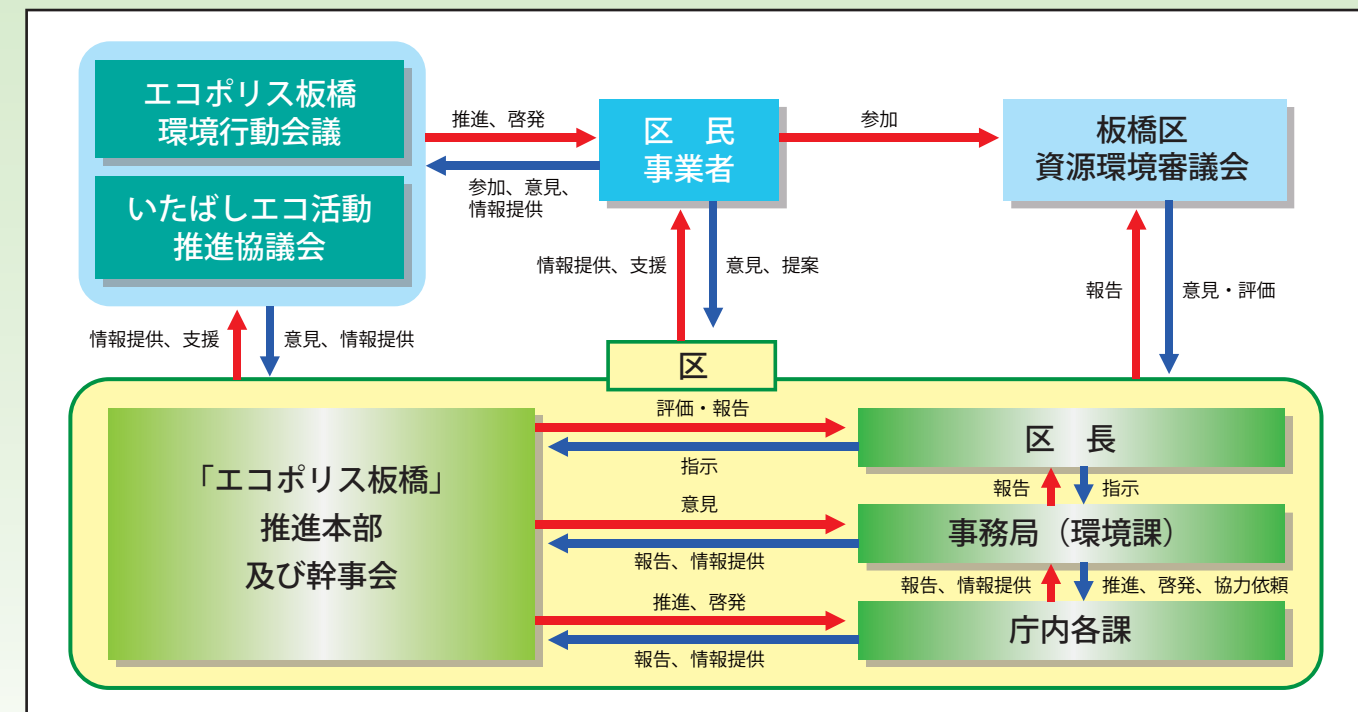 エコポリス板橋
環境行動会議
いたばしエコ活動
推進協議会
推進、啓発
参加、意見、
情報提供
区　民
事業者
参加
板橋区
資源環境審議会
情報提供、支援
意見、情報提供
情報提供、支援
意見、提案
報告
意見・評価
区
「エコポリス板橋」
推進本部
及び幹事会
評価・報告
指示
意見
報告、情報提供
推進、啓発
報告、情報提供
区　長
報告
指示
事務局（環境課）
報告、情報提供
推進、啓発、協力依頼
庁内各課